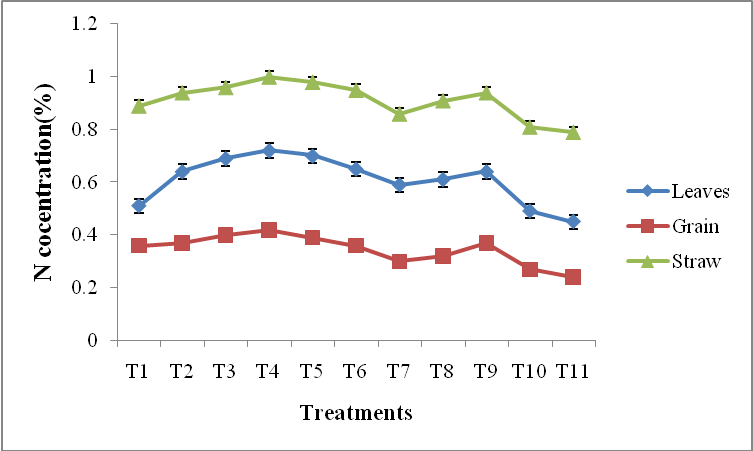 1.2
1
0.8
0.6
0.4
0.2
0
N cocentration(%)
T1 T2 T3 T4 T5 T6 T7 T8 T9 T10 T11
Treatments
Leaves
Grain
Straw